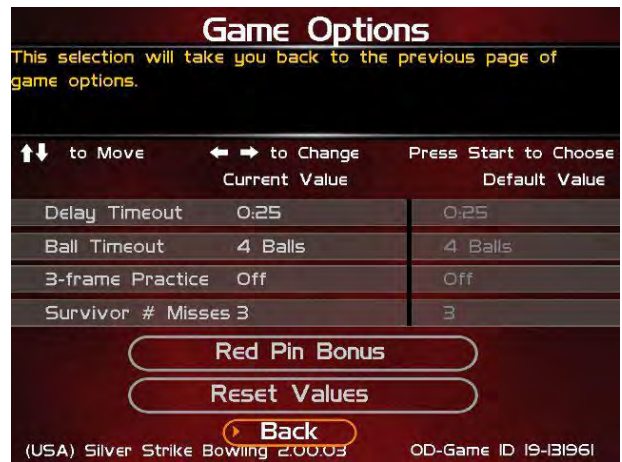 Game Options
This selection will take you back to the previous page of
game options.
to Move to Change Press Start to Choose
Current Value Default Value
Delay Timeout 0:25 0:25
Ball Timeout 4 Balls 4 Balls
3-frame Practice Off Off
Survivor # Misses 3 3
Red Pin Bonus
Reset Values
Back
(USA) Silver Strike Bowling 2.00.03 OD-Game ID 19-131961